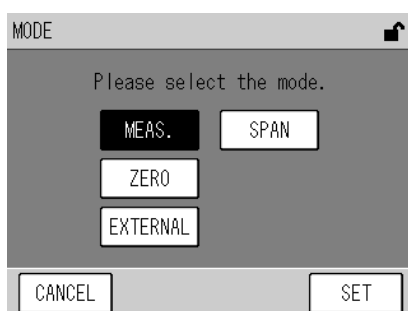 MODE
Please select the mode.
MEAS. SPAN
ZERO
EXTERNAL
CANCEL SET